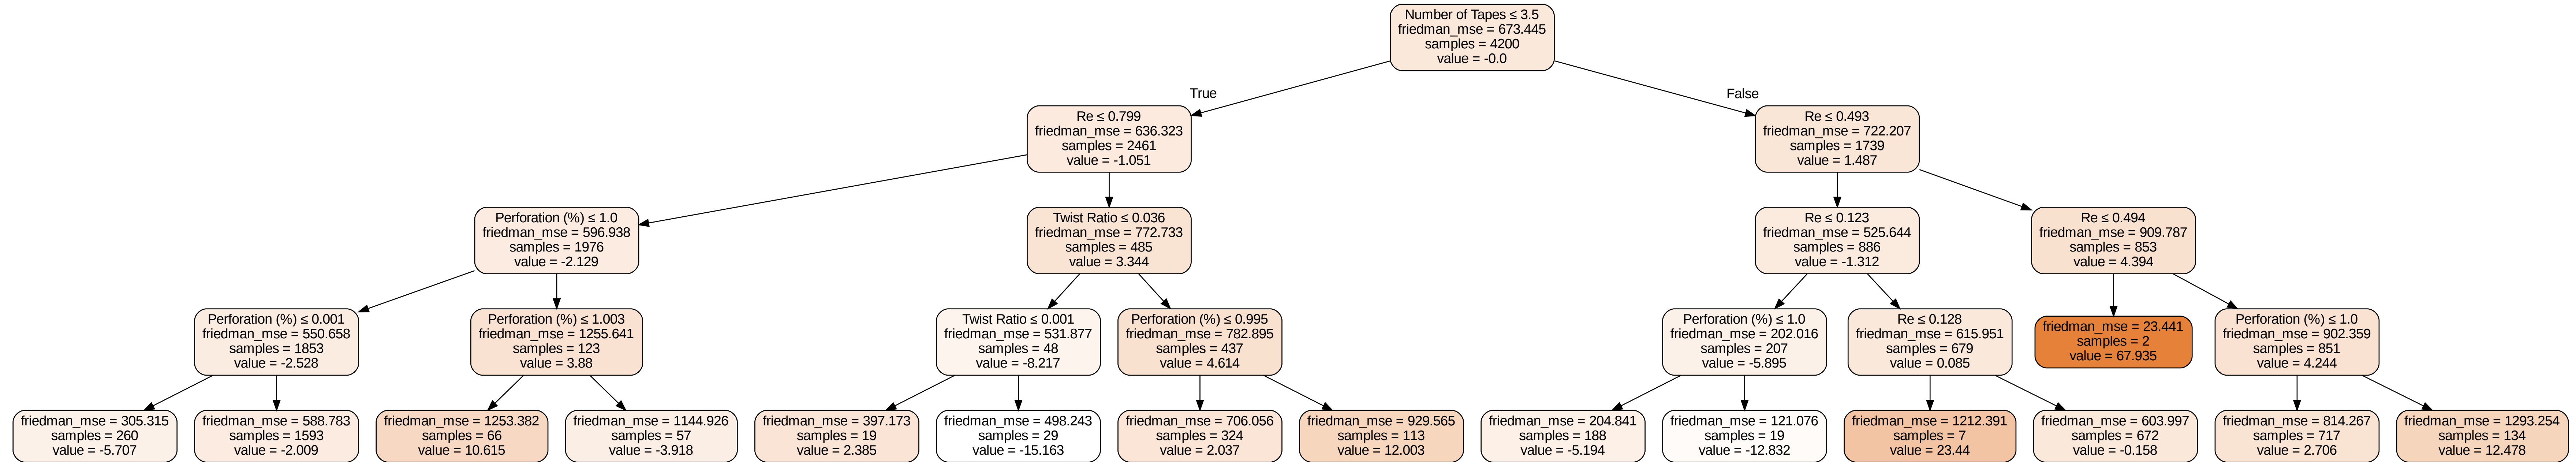 Number of Tapes ≤ 3.5
friedman_mse = 673.445
samples = 4200
value = -0.0
True
False
Re ≤ 0.799
friedman_mse = 636.323
samples = 2461
value = -1.051
Re ≤ 0.493
friedman_mse = 722.207
samples = 1739
value = 1.487
Perforation (%) ≤ 1.0
friedman_mse = 596.938
samples = 1976
value = -2.129
Twist Ratio ≤ 0.036
friedman_mse = 772.733
samples = 485
value = 3.344
Re ≤ 0.123
friedman_mse = 525.644
samples = 886
value = -1.312
Re ≤ 0.494
friedman_mse = 909.787
samples = 853
value = 4.394
Perforation (%) ≤ 0.001
friedman_mse = 550.658
samples = 1853
value = -2.528
Perforation (%) ≤ 1.003
friedman_mse = 1255.641
samples = 123
value = 3.88
Twist Ratio ≤ 0.001
friedman_mse = 531.877
samples = 48
value = -8.217
Perforation (%) ≤ 0.995
friedman_mse = 782.895
samples = 437
value = 4.614
Perforation (%) ≤ 1.0
friedman_mse = 202.016
samples = 207
value = -5.895
Re ≤ 0.128
friedman_mse = 615.951
samples = 679
value = 0.085
friedman_mse = 23.441
samples = 2
value = 67.935
Perforation (%) ≤ 1.0
friedman_mse = 902.359
samples = 851
value = 4.244
friedman_mse = 305.315
samples = 260
value = -5.707
friedman_mse = 588.783
samples = 1593
value = -2.009
friedman_mse = 1253.382
samples = 66
value = 10.615
friedman_mse = 1144.926
samples = 57
value = -3.918
friedman_mse = 397.173
samples = 19
value = 2.385
friedman_mse = 498.243
samples = 29
value = -15.163
friedman_mse = 706.056
samples = 324
value = 2.037
friedman_mse = 929.565
samples = 113
value = 12.003
friedman_mse = 204.841
samples = 188
value = -5.194
friedman_mse = 121.076
samples = 19
value = -12.832
friedman_mse = 1212.391
samples = 7
value = 23.44
friedman_mse = 603.997
samples = 672
value = -0.158
friedman_mse = 814.267
samples = 717
value = 2.706
friedman_mse = 1293.254
samples = 134
value = 12.478